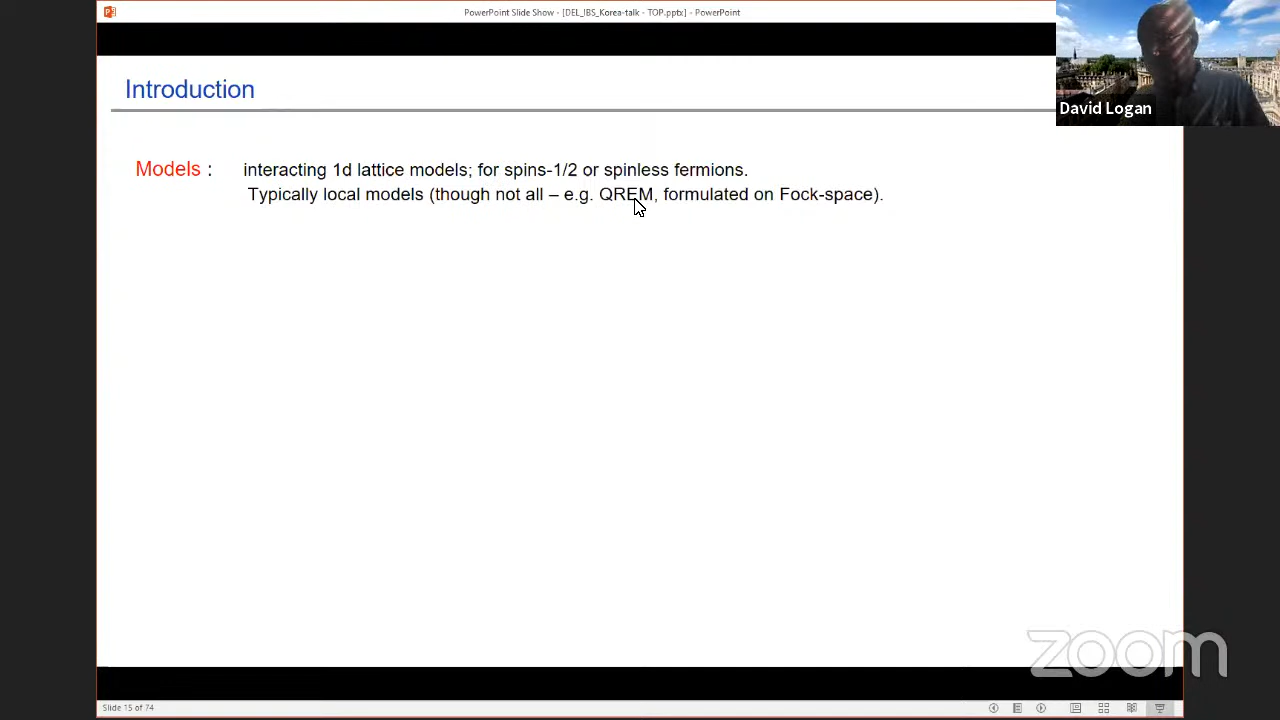 PowerPoint Slide Show - [DEL_IBS_Korea-talk - TOP.pptx] - PowerPoint
David Logan
Introduction
Models : interacting 1d lattice models; for spins-1/2 or spinless fermions.
Typically local models (though not all – e.g. QREM, formulated on Fock-space).
zoom
Slide 15 of 74